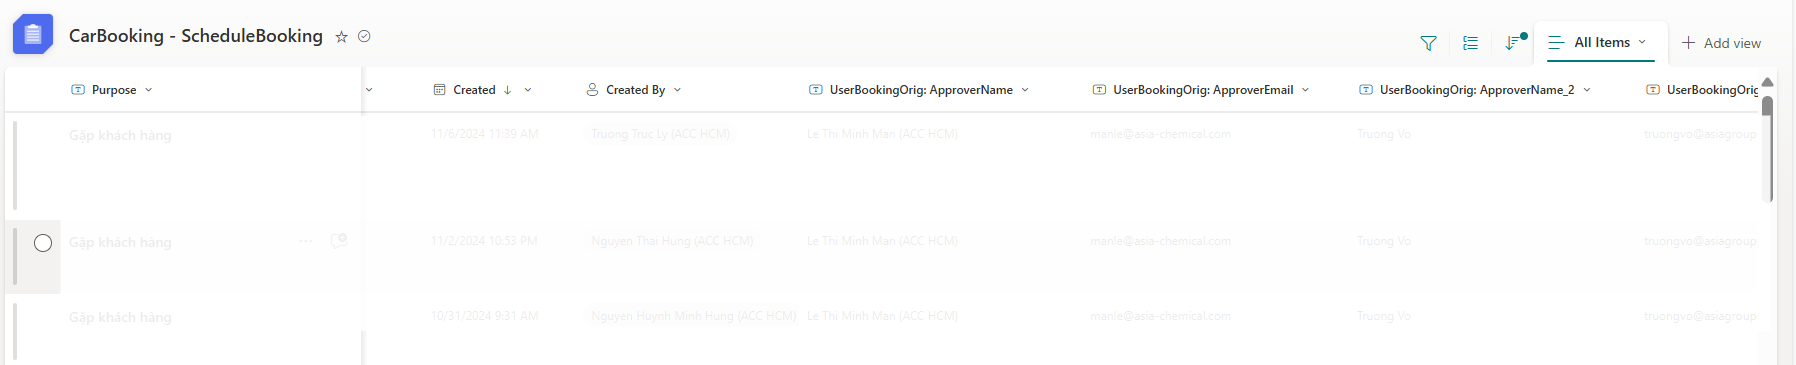 CarBooking - ScheduleBooking
All Items
Add view
Purpose Created Created By UserBookingOrig: ApproverName UserBookingOrig: ApproverEmail UserBookingOrig: ApproverName_2 UserBookingOrig
Gặp khách hàng 11/6/2024 11:39 AM Truong Truc Ly (ACC HCM) Le Thi Minh Man (ACC HCM) manle@asia-chemical.com Truong Vo truongvo@asiagroup
Gặp khách hàng 11/2/2024 10:53 PM Nguyen Thai Hung (ACC HCM) Le Thi Minh Man (ACC HCM) manle@asia-chemical.com Truong Vo truongvo@asiagroup
Gặp khách hàng 10/31/2024 9:31 AM Nguyen Huynh Minh Hung (ACC HCM) Le Thi Minh Man (ACC HCM) manle@asia-chemical.com Truong Vo truongvo@asiagroup